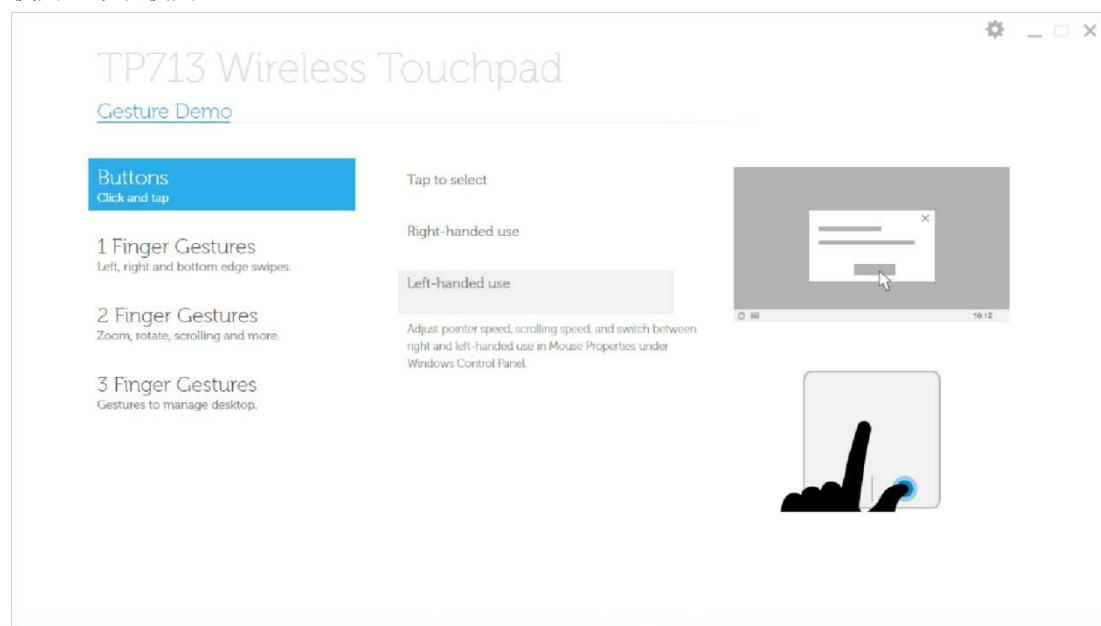 TP713 Wireless Touchpad
Gesture Demo
Buttons
Click and tap
1 Finger Gestures
Left, right and bottom edge swipes.
2 Finger Gestures
Zoom, rotate, scrolling and more.
3 Finger Gestures
Gestures to manage desktop.
Tap to select
Right-handed use
Left-handed use
Adjust pointer speed, scrolling speed, and switch between
right and left-handed use in Mouse Properties under
Windows Control Panel.
10:12